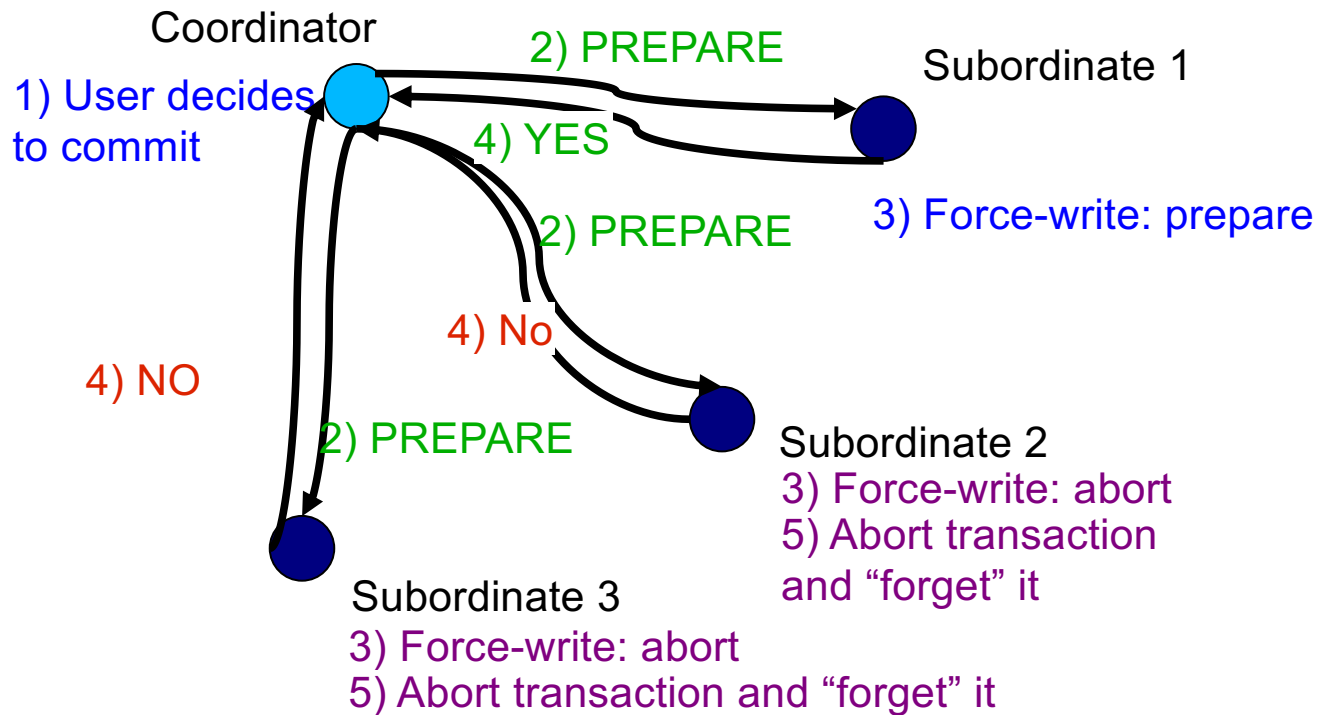 Coordinator
2) PREPARE
Subordinate 1
1) User decides
to commit
4) YES
3) Force-write: prepare
2) PREPARE
4) No
4) NO
2) PREPARE
Subordinate 2
3) Force-write: abort
5) Abort transaction
and “forget” it
Subordinate 3
3) Force-write: abort
5) Abort transaction and “forget” it